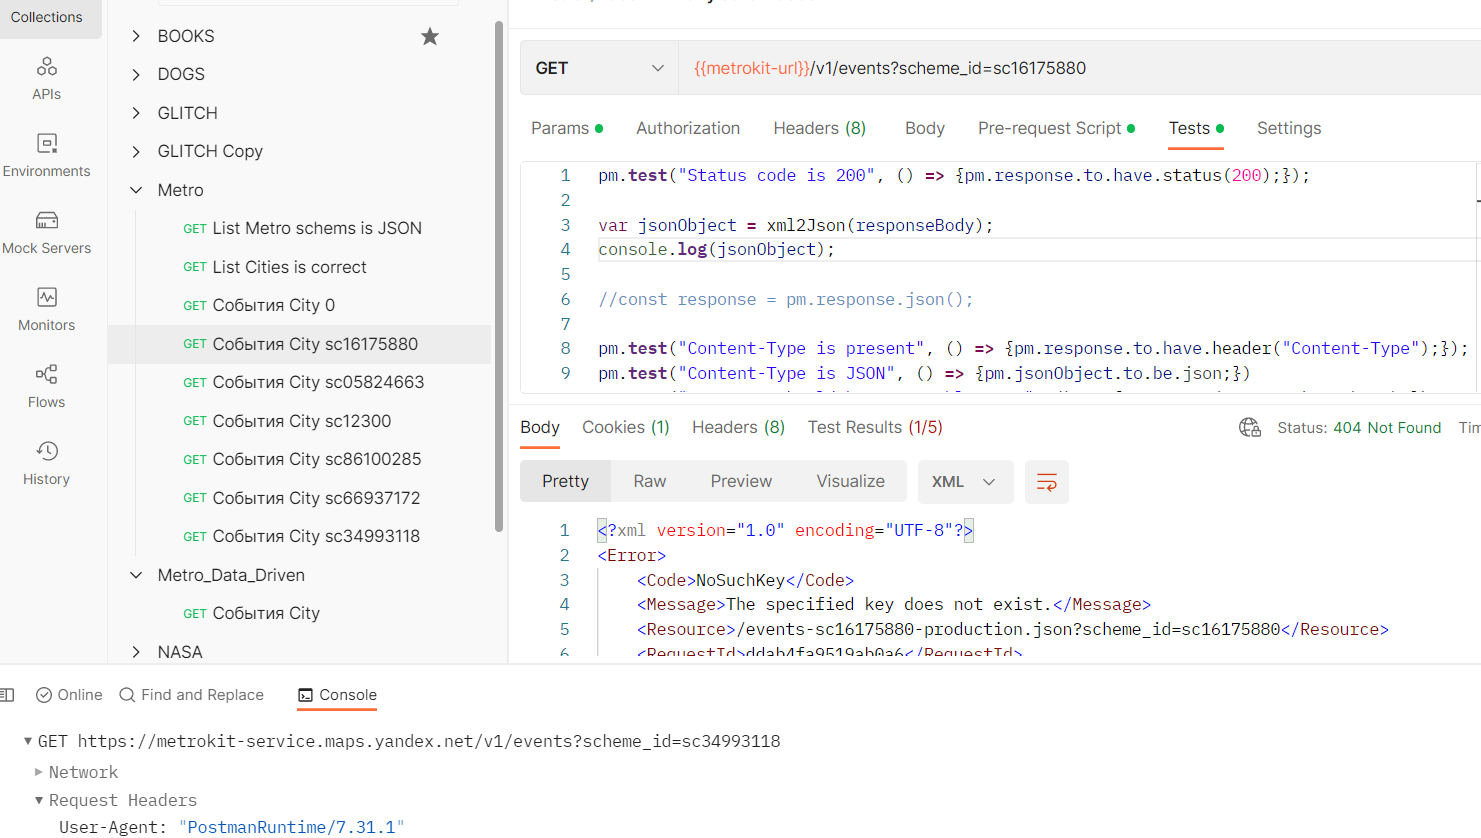 Collections
APIs
Environments
Mock Servers
Monitors
Flows
History
BOOKS
DOGS
GLITCH
GLITCH Copy
Metro
GET List Metro schems is JSON
GET List Cities is correct
GET События City 0
GET События City sc16175880
GET События City sc05824663
GET События City sc12300
GET События City sc86100285
GET События City sc66937172
GET События City sc34993118
Metro_Data_Driven
GET События City
NASA
GET {{metrokit-url}}/v1/events?scheme_id=sc16175880
Params Authorization Headers (8) Body Pre-request Script Tests Settings
1 pm.test("Status code is 200", () => {pm.response.to.have.status(200);});
2
3 var jsonObject = xml2Json(responseBody);
4 console.log(jsonObject);
5
6 //const response = pm.response.json();
7
8 pm.test("Content-Type is present", () => {pm.response.to.have.header("Content-Type");});
9 pm.test("Content-Type is JSON", () => {pm.jsonObject.to.be.json;})
Body Cookies (1) Headers (8) Test Results (1/5) Status: 404 Not Found Tim
Pretty Raw Preview Visualize XML
1 <?xml version="1.0" encoding="UTF-8"?>
2 <Error>
3 <Code>NoSuchKey</Code>
4 <Message>The specified key does not exist.</Message>
5 <Resource>/events-sc16175880-production.json?scheme_id=sc16175880</Resource>
6 <RequestId>ddab4fa9519ab0a6</RequestId>
Online Find and Replace Console
GET https://metrokit-service.maps.yandex.net/v1/events?scheme_id=sc34993118
Network
Request Headers
User-Agent: "PostmanRuntime/7.31.1"